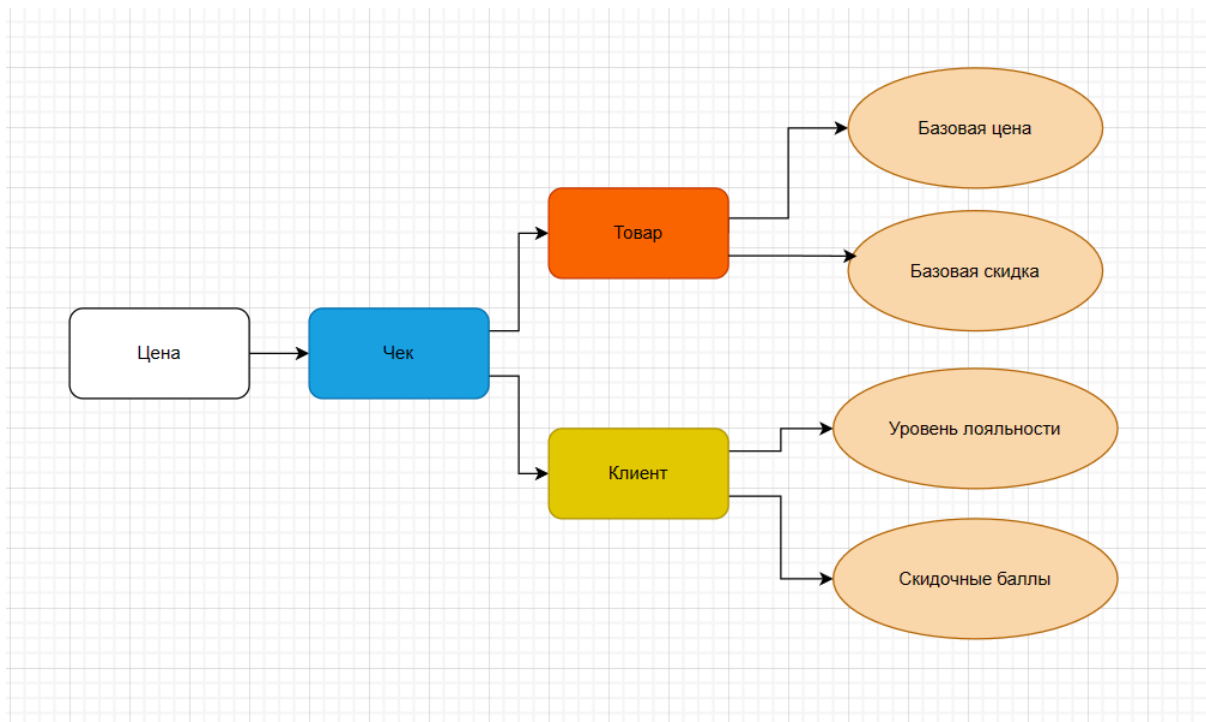 Базовая цена
Товар
Базовая скидка
Цена
Чек
Уровень лояльности
Клиент
Скидочные баллы